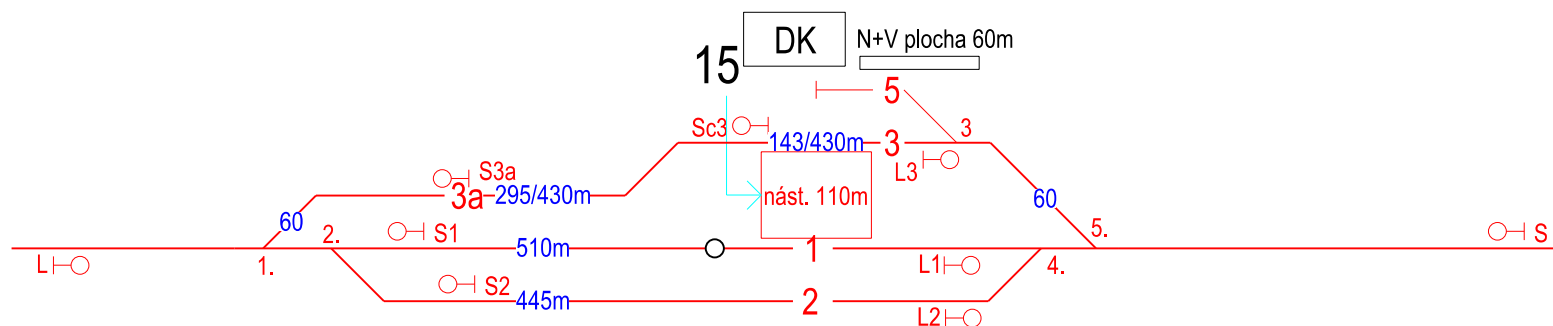 DK
N+V plocha 60m
15
5
Sc3
143/430m
3
3
L3
S3a
3a
295/430m
nást. 110m
60
60
2.
S1
510m
1
5.
S
L
1.
L1
4.
S2
445m
2
L2